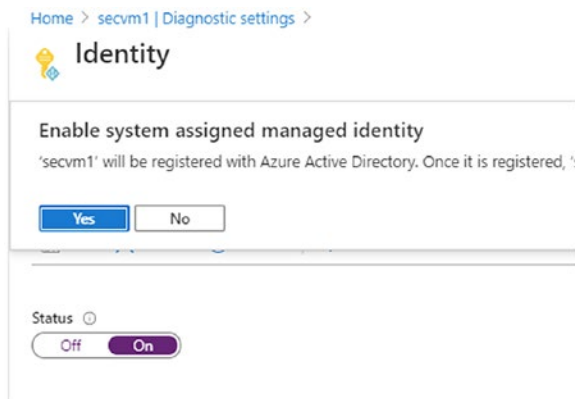 Home > secvm1 | Diagnostic settings >
Identity
Enable system assigned managed identity
'secvm1' will be registered with Azure Active Directory. Once it is registered, '
Yes No
Status
Off On